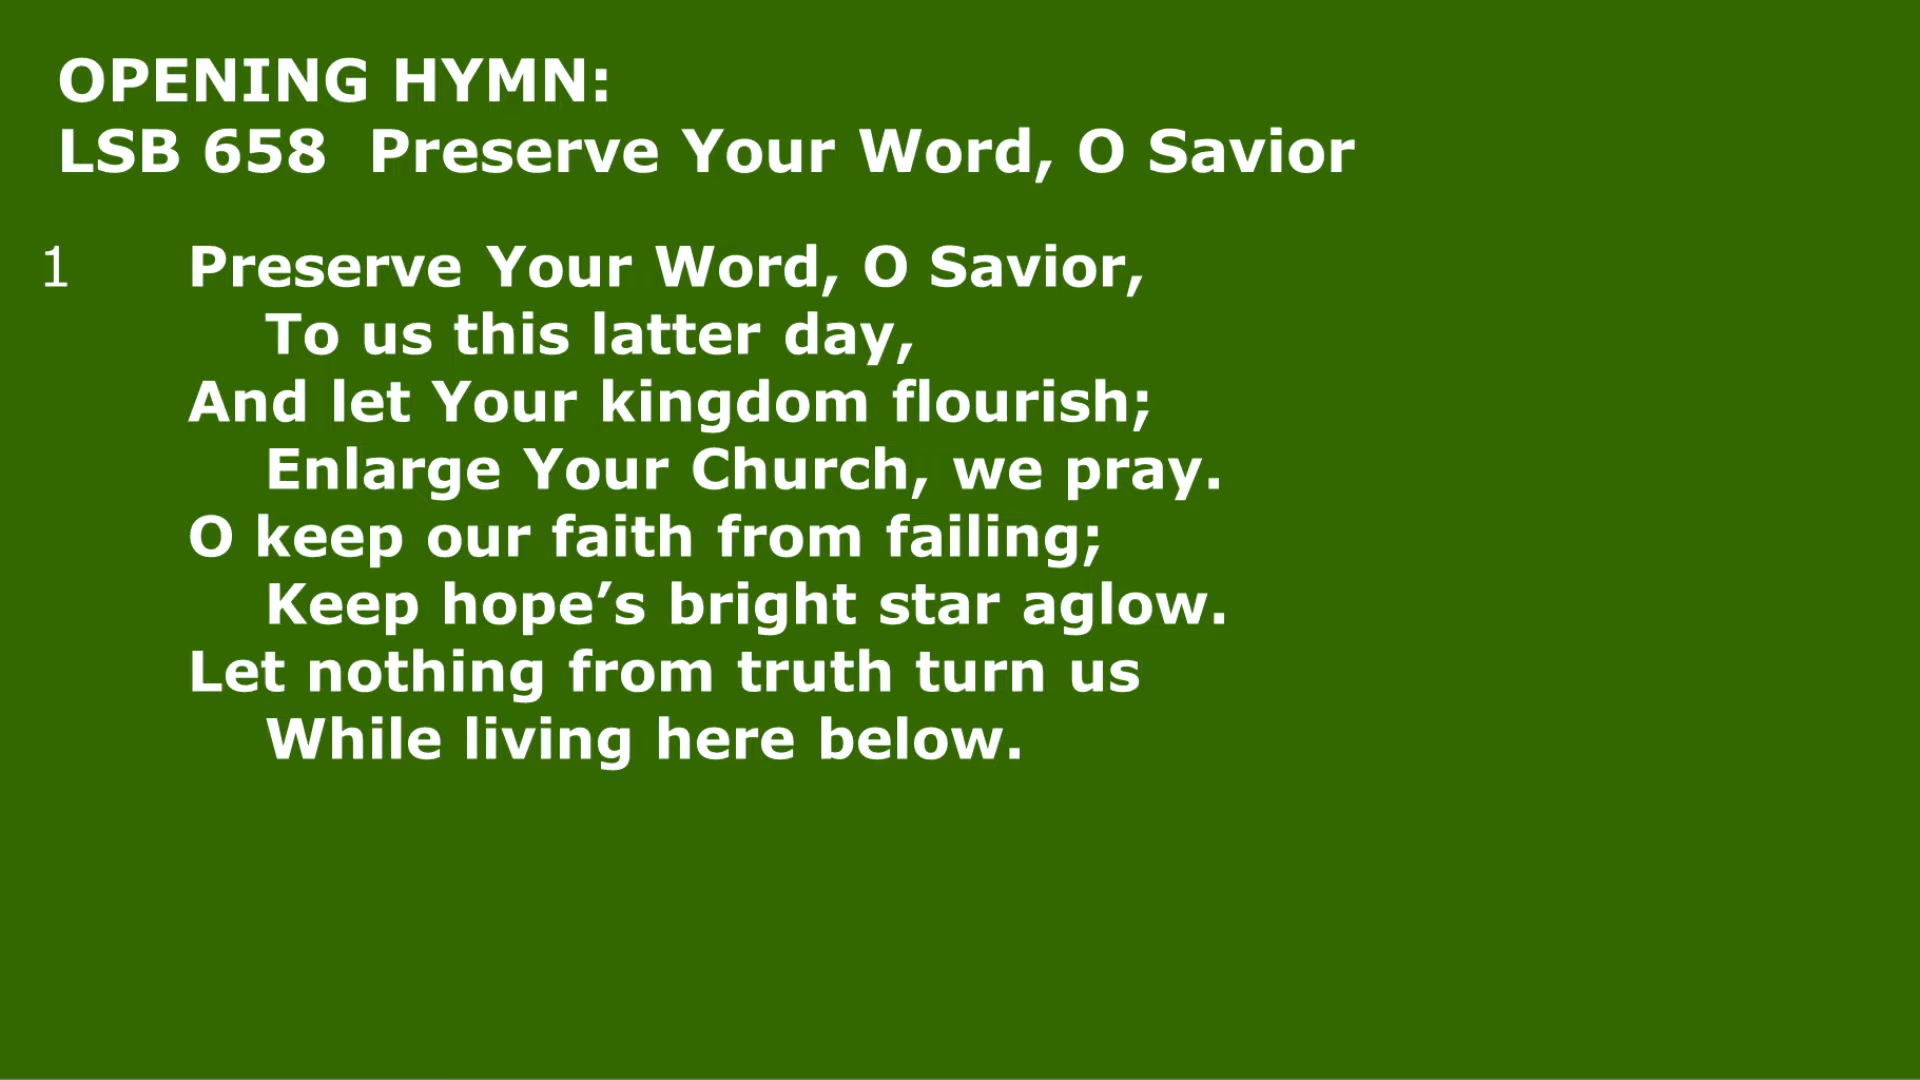 OPENING HYMN:
LSB 658  Preserve Your Word, O Savior
1 Preserve Your Word, O Savior,
To us this latter day,
And let Your kingdom flourish;
Enlarge Your Church, we pray.
O keep our faith from failing;
Keep hope’s bright star aglow.
Let nothing from truth turn us
While living here below.